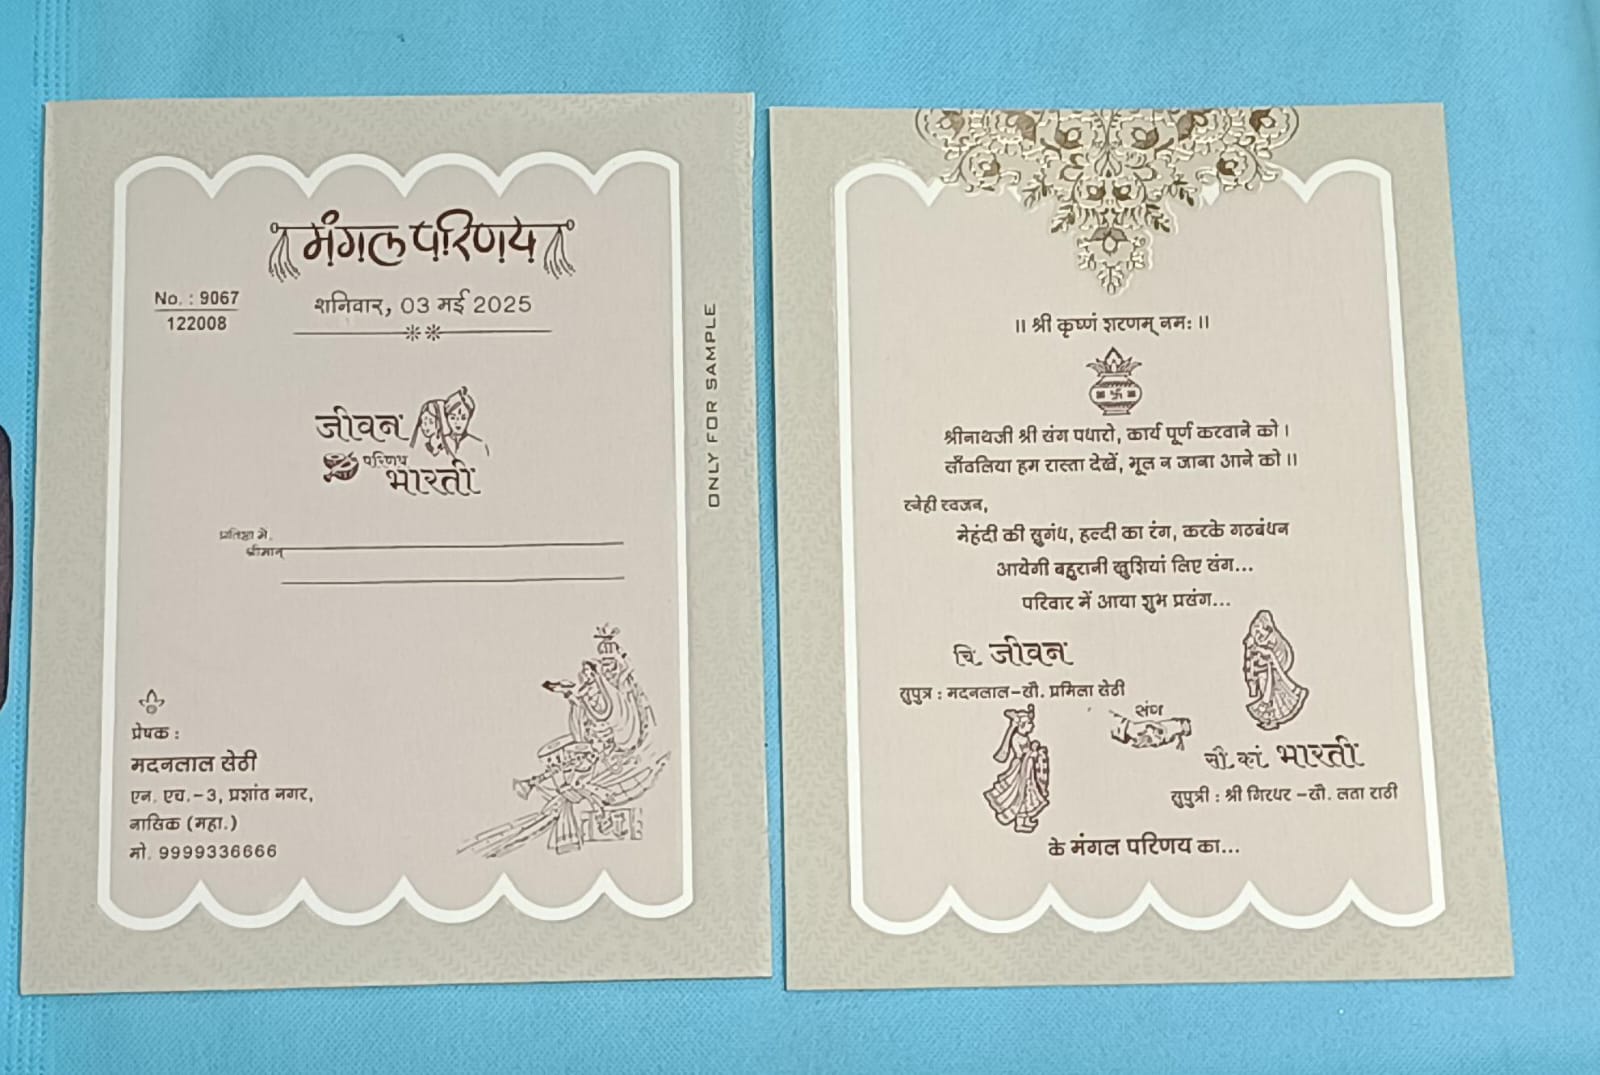 मंगल परिणय
No. : 9067
122008
शनिवार, 03 मई 2025
जीवन
परिणय
भारती
प्रतिष्ठा में,
श्रीमान्
प्रेषक :
मदनलाल सेठी
एन. एच.-3, प्रशांत नगर,
नासिक (महा.)
मो. 9999336666
ONLY FOR SAMPLE
॥ श्री कृष्णं शरणम् नमः ॥
श्रीनाथजी श्री संग पधारो, कार्य पूर्ण करवाने को।
साँवलिया हम रास्ता देखें, भूल न जाना आने को॥
स्नेही स्वजन,
मेहंदी की सुगंध, हल्दी का रंग, करके गठबंधन
आयेगी बहुरानी खुशियां लिए संग...
परिवार में आया शुभ प्रसंग...
चि. जीवन
सुपुत्र : मदनलाल-सौ. प्रमिला सेठी
संग
सौ.कां. भारती
सुपुत्री : श्री गिरधर -सौ. लता राठी
के मंगल परिणय का...